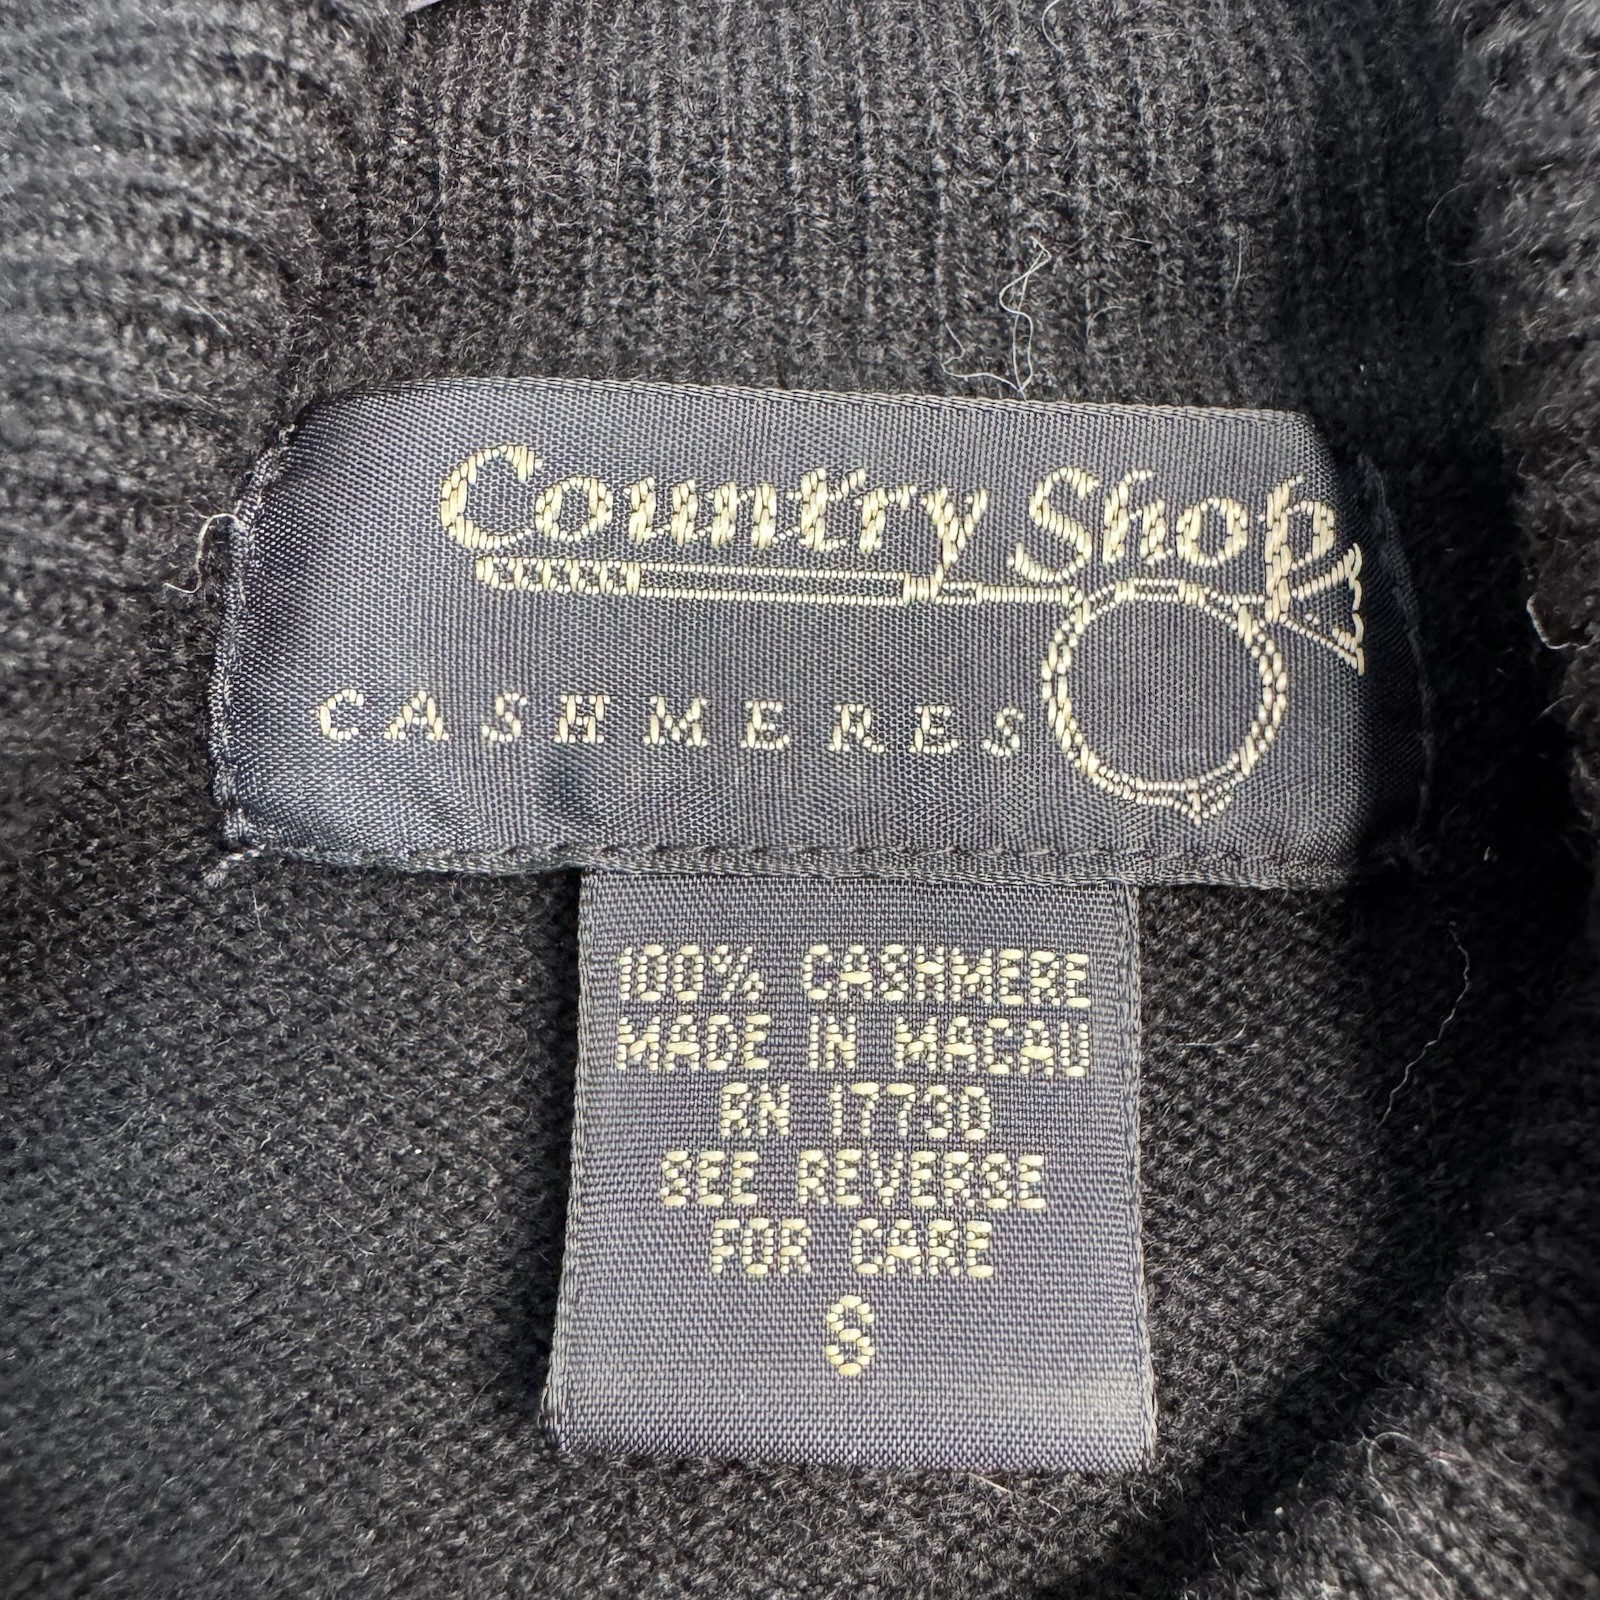 Country Shop
CASHMERES
100% CASHMERE
MADE IN MACAU
RN 17730
SEE REVERSE
FOR CARE
S